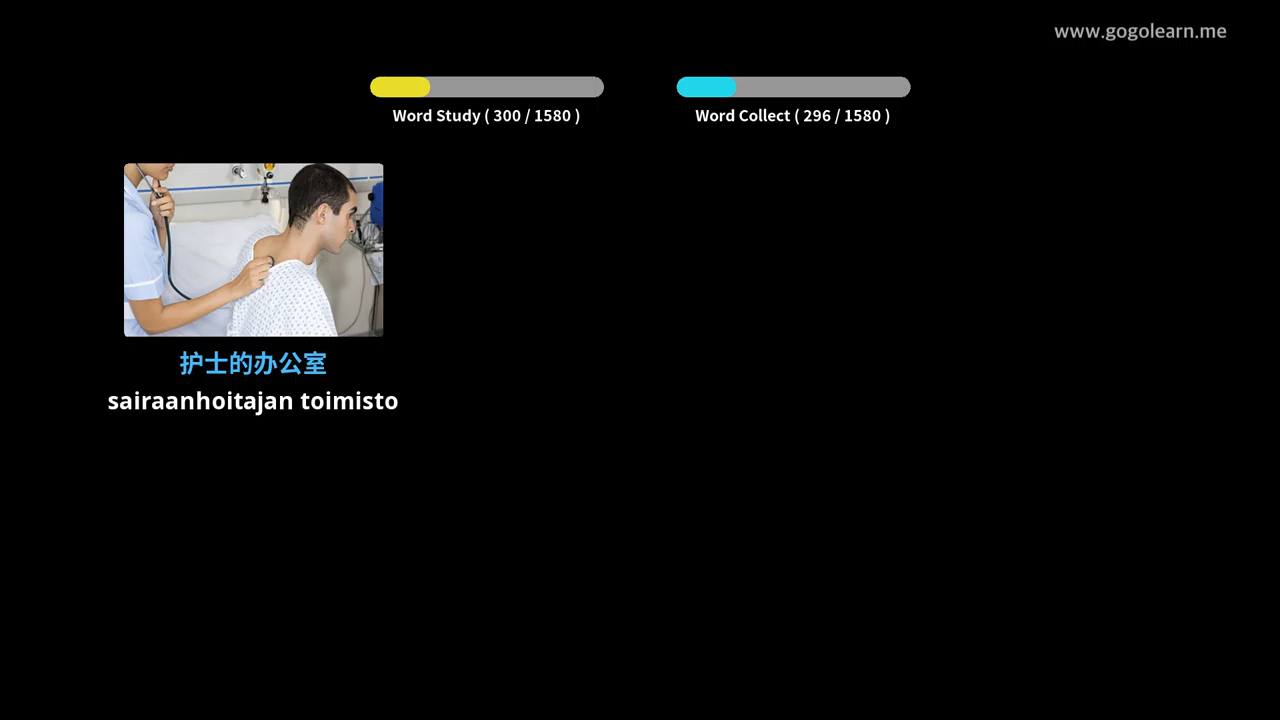 www.gogolearn.me
Word Study ( 300 / 1580 )
Word Collect ( 296 / 1580 )
护士的办公室
sairaanhoitajan toimisto